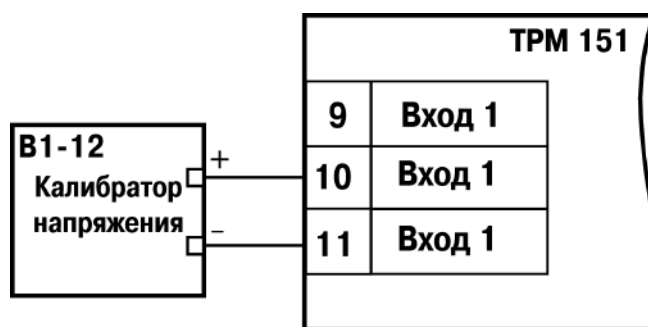 ТРМ 151
9 Вход 1
В1-12
+
Калибратор
10 Вход 1
напряжения
–
11 Вход 1